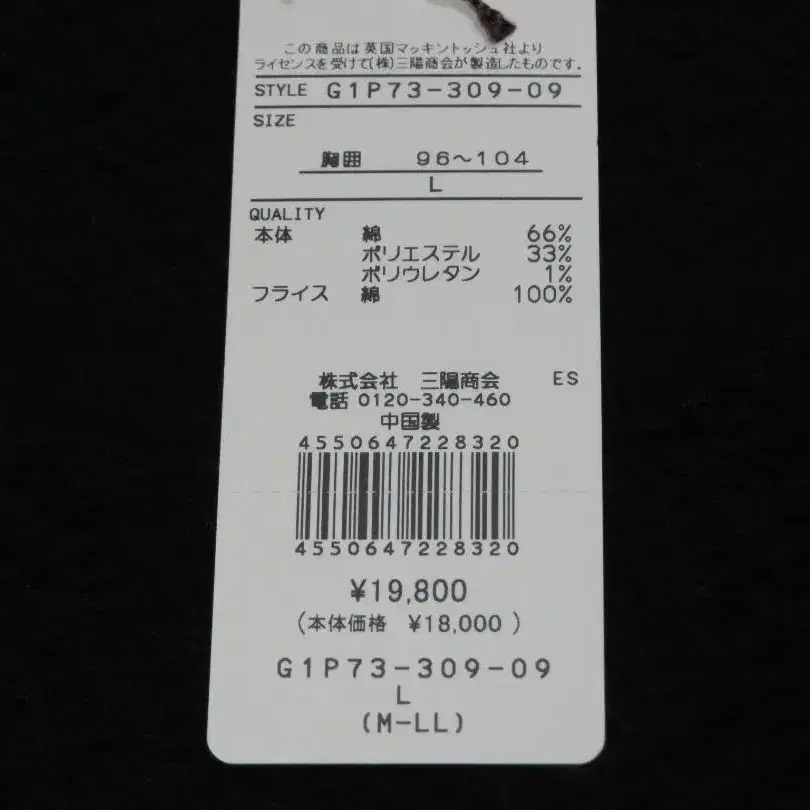 この商品は英国マッキントッシュ社より
ライセンスを受けて(株)三陽商会が製造したものです。
STYLE G1P73-309-09
SIZE
胸囲 96～104
L
QUALITY
本体 綿 66%
ポリエステル 33%
ポリウレタン 1%
フライス 綿 100%
株式会社 三陽商会 ES
電話 0120-340-460
中国製
4550647228320
4550647228320
¥19,800
(本体価格 ¥18,000)
G1P73-309-09
L
(M-LL)